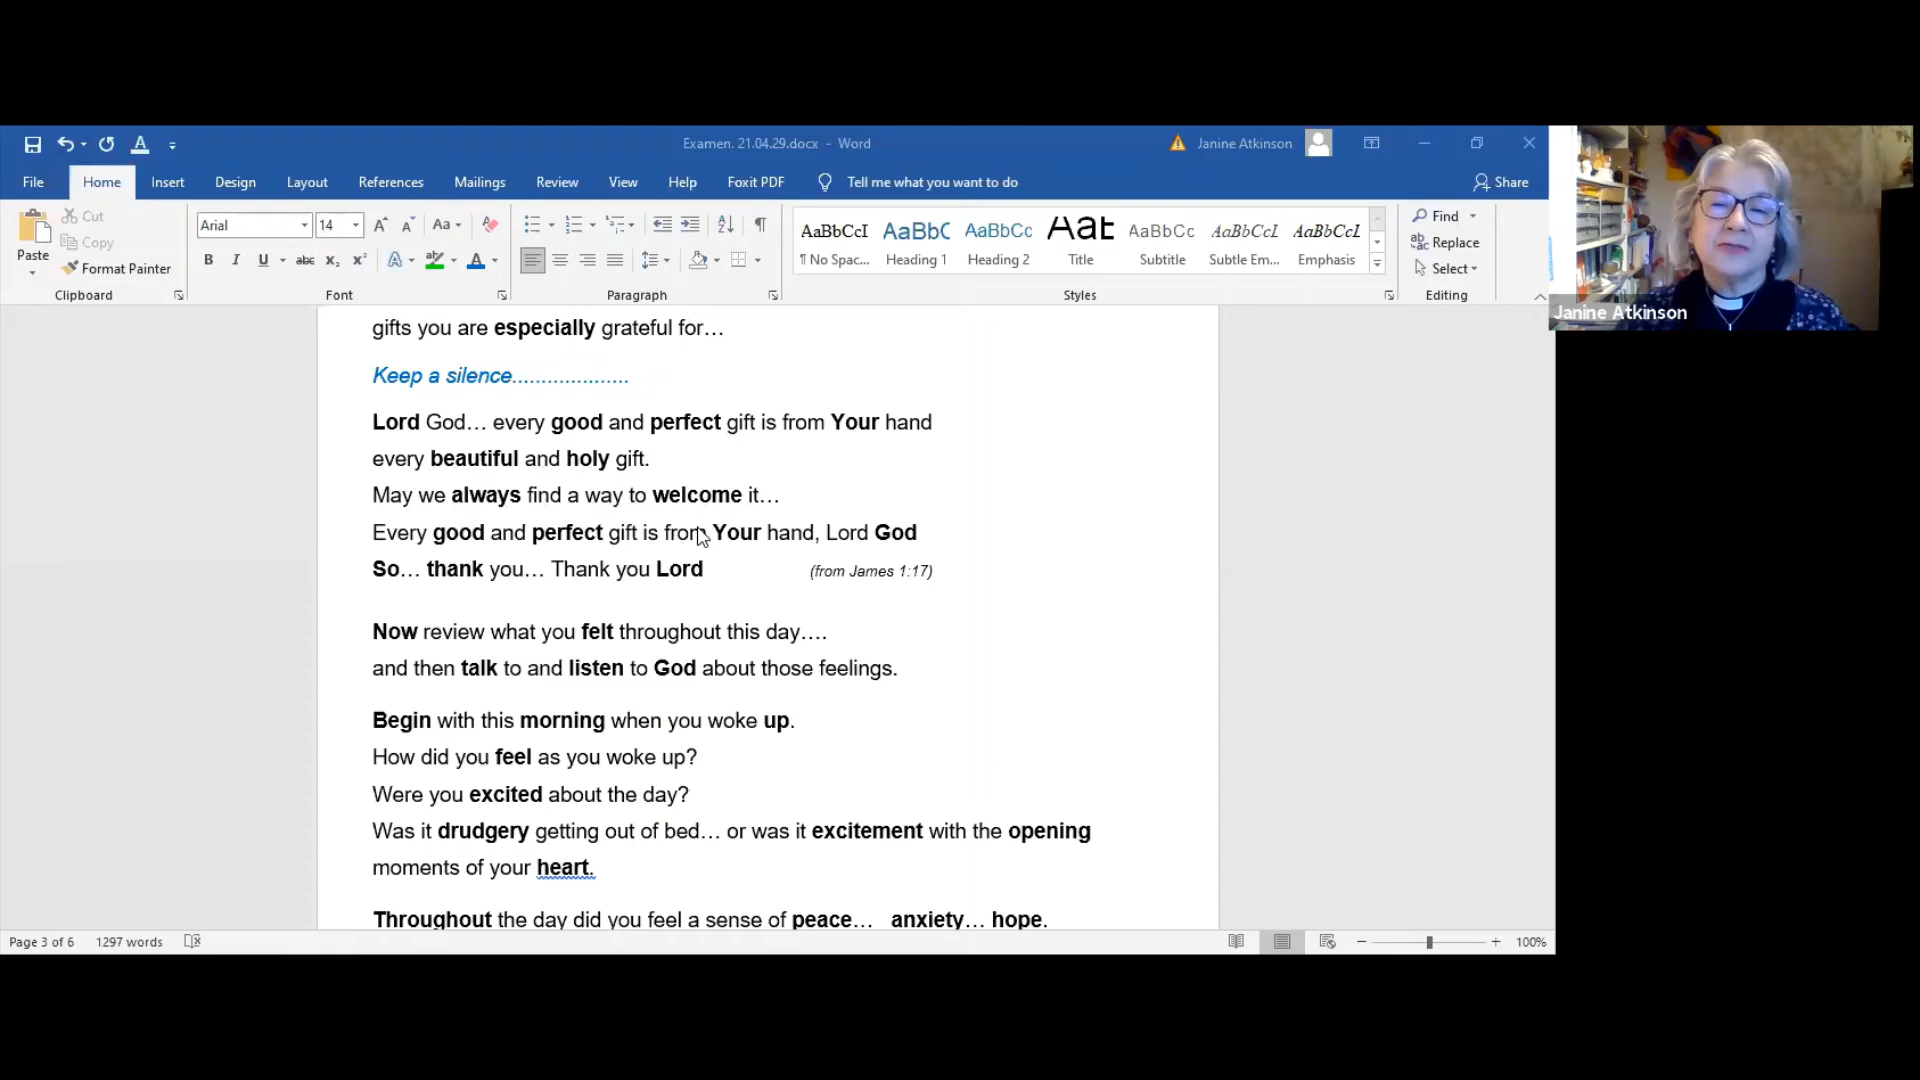 Examen. 21.04.29.docx - Word
Janine Atkinson
File Home Insert Design Layout References Mailings Review View Help Foxit PDF Tell me what you want to do Share
Paste
Cut
Copy
Format Painter
Clipboard
Arial 14
Font
Paragraph
AaBbCcI AaBbC AaBbCc AaB AaBbCcC AaBbCcI AaBbCcI
¶ No Spac... Heading 1 Heading 2 Title Subtitle Subtle Em... Emphasis
Styles
Find
Replace
Select
Editing
Janine Atkinson
gifts you are especially grateful for…
Keep a silence....................
Lord God… every good and perfect gift is from Your hand
every beautiful and holy gift.
May we always find a way to welcome it…
Every good and perfect gift is from Your hand, Lord God
So… thank you… Thank you Lord (from James 1:17)
Now review what you felt throughout this day….
and then talk to and listen to God about those feelings.
Begin with this morning when you woke up.
How did you feel as you woke up?
Were you excited about the day?
Was it drudgery getting out of bed… or was it excitement with the opening
moments of your heart.
Throughout the day did you feel a sense of peace… anxiety… hope.
Page 3 of 6 1297 words 100%